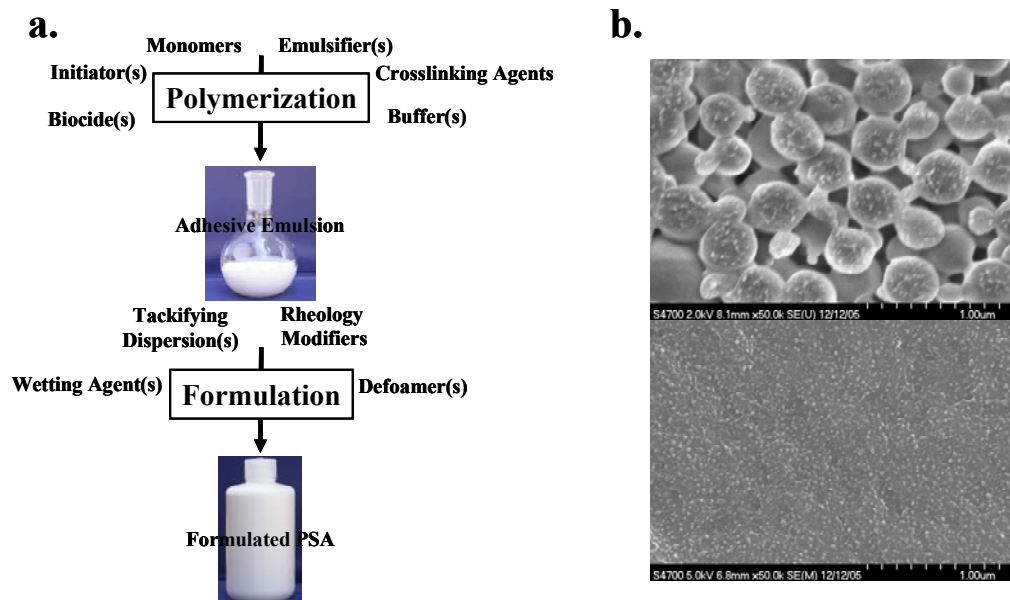 a.
Monomers
Emulsifier(s)
Initiator(s)
Crosslinking Agents
Polymerization
Biocide(s)
Buffer(s)
Adhesive Emulsion
Tackifying
Dispersion(s)
Rheology
Modifiers
Wetting Agent(s)
Formulation
Defoamer(s)
Formulated PSA
b.
S4700 2.0kV 8.1mm x50.0k SE(U) 12/12/05
1.00um
S4700 5.0kV 6.8mm x50.0k SE(M) 12/12/05
1.00um